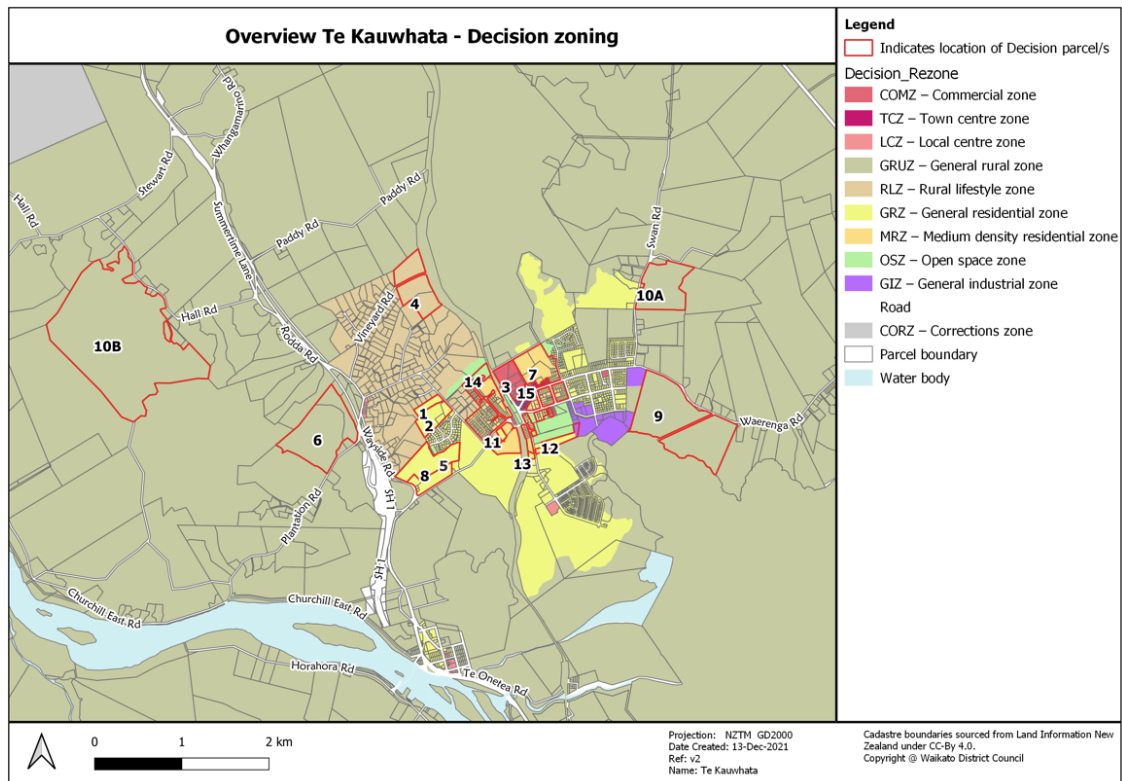 Overview Te Kauwhata - Decision zoning
Whangamarino Rd
Stewart Rd
Hall Rd
Summertime Lane
Paddy Rd
Paddy Rd
Swan Rd
10A
Vineyard Rd
4
Hall Rd
Rodda Rd
10B
7
14
3
15
1
2
9
Waerenga Rd
6
Wayside Rd
11
12
5
13
8
SH 1
Plantation Rd
SH 1
Churchill East Rd
Churchill East Rd
Horahora Rd
Te Onetea Rd
Legend
Indicates location of Decision parcel/s
Decision_Rezone
COMZ – Commercial zone
TCZ – Town centre zone
LCZ – Local centre zone
GRUZ – General rural zone
RLZ – Rural lifestyle zone
GRZ – General residential zone
MRZ – Medium density residential zone
OSZ – Open space zone
GIZ – General industrial zone
Road
CORZ – Corrections zone
Parcel boundary
Water body
0 1 2 km
Projection: NZTM GD2000
Date Created: 13-Dec-2021
Ref: v2
Name: Te Kauwhata
Cadastre boundaries sourced from Land Information New
Zealand under CC-By 4.0.
Copyright @ Waikato District Council